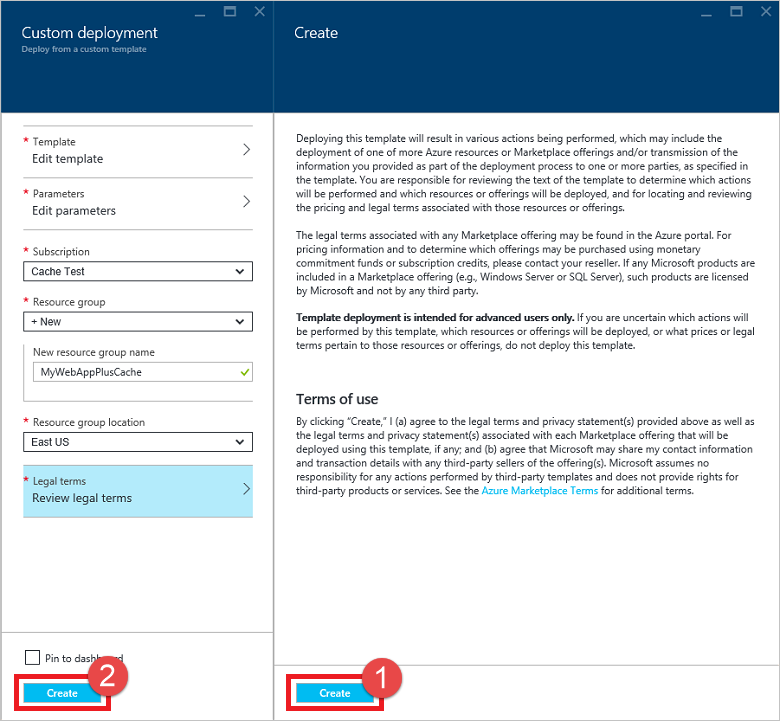 Custom deployment
Deploy from a custom template
* Template
Edit template
* Parameters
Edit parameters
* Subscription
Cache Test
* Resource group
+ New
New resource group name
MyWebAppPlusCache
* Resource group location
East US
* Legal terms
Review legal terms
Pin to dashboard
2
Create
Create
Deploying this template will result in various actions being performed, which may include the
deployment of one of more Azure resources or Marketplace offerings and/or transmission of the
information you provided as part of the deployment process to one or more parties, as specified in
the template. You are responsible for reviewing the text of the template to determine which actions
will be performed and which resources or offerings will be deployed, and for locating and reviewing
the pricing and legal terms associated with those resources or offerings.
The legal terms associated with any Marketplace offering may be found in the Azure portal. For
pricing information and to determine which offerings may be purchased using monetary
commitment funds or subscription credits, please contact your reseller. If any Microsoft products are
included in a Marketplace offering (e.g., Windows Server or SQL Server), such products are licensed
by Microsoft and not by any third party.
Template deployment is intended for advanced users only. If you are uncertain which actions will
be performed by this template, which resources or offerings will be deployed, or what prices or legal
terms pertain to those resources or offerings, do not deploy this template.
Terms of use
By clicking “Create,” I (a) agree to the legal terms and privacy statement(s) provided above as well as
the legal terms and privacy statement(s) associated with each Marketplace offering that will be
deployed using this template, if any; and (b) agree that Microsoft may share my contact information
and transaction details with any third-party sellers of the offering(s). Microsoft assumes no
responsibility for any actions performed by third-party templates and does not provide rights for
third-party products or services. See the Azure Marketplace Terms for additional terms.
1
Create